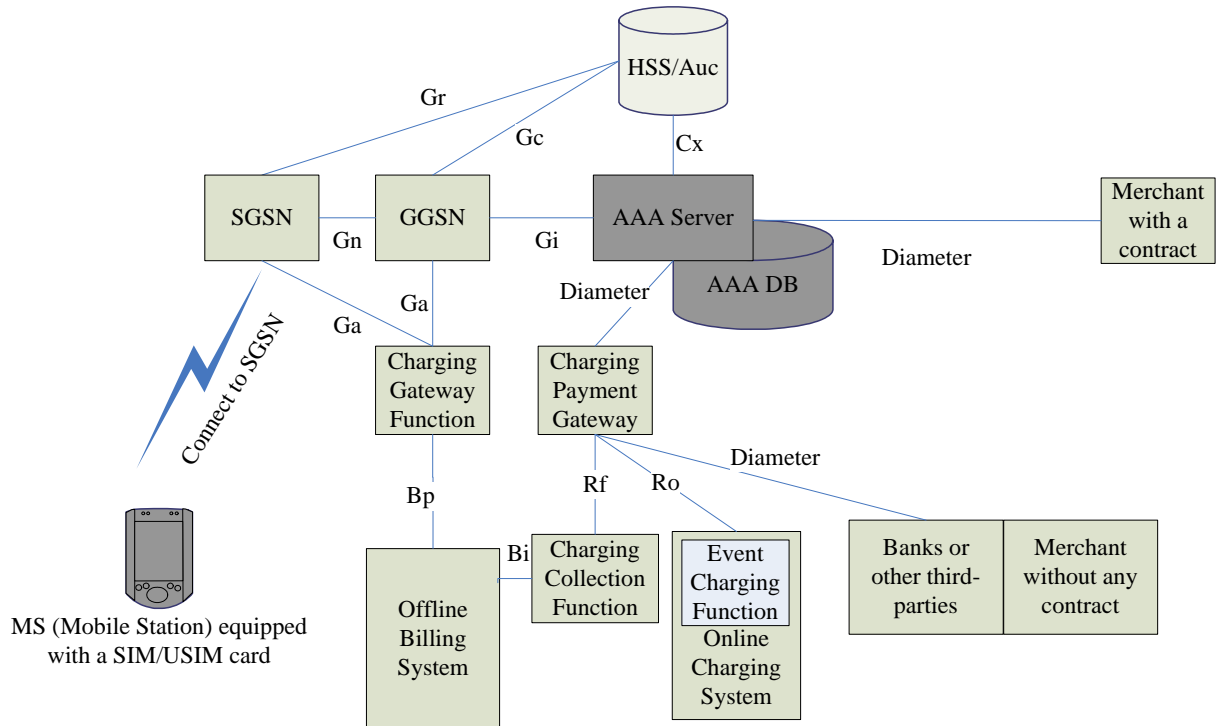 HSS/Auc
Gr
Gc
Cx
SGSN
Gn
GGSN
Gi
AAA Server
AAA DB
Diameter
Merchant
with a
contract
Connect to SGSN
Ga
Ga
Diameter
Charging
Gateway
Function
Charging
Payment
Gateway
Bp
Rf
Ro
Diameter
MS (Mobile Station) equipped
with a SIM/USIM card
Offline
Billing
System
Bi
Charging
Collection
Function
Event
Charging
Function
Online
Charging
System
Banks or
other third-
parties
Merchant
without any
contract